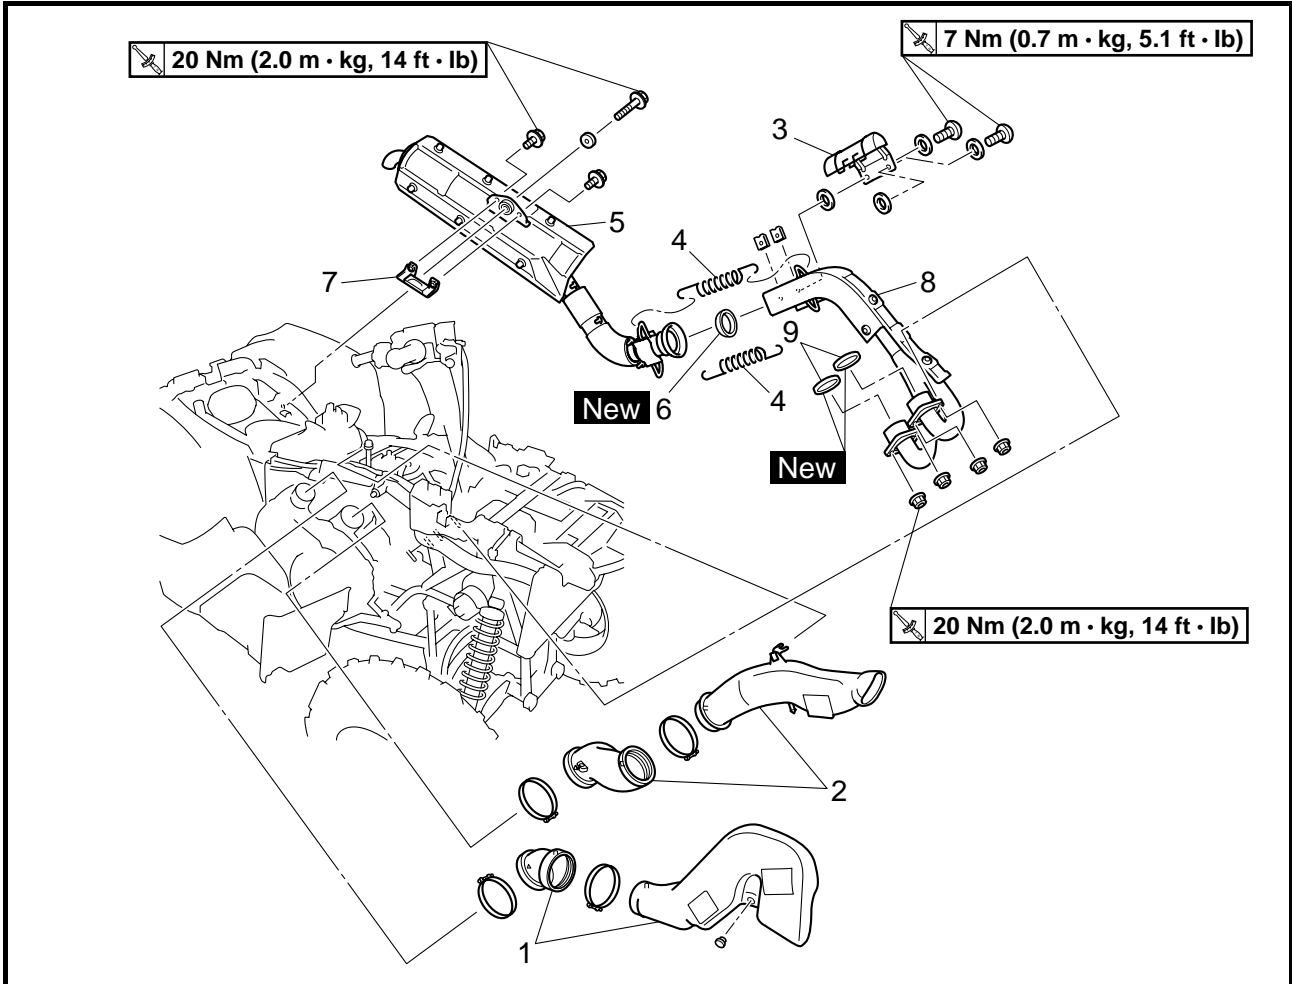 20 Nm (2.0 m · kg, 14 ft · lb)
7 Nm (0.7 m · kg, 5.1 ft · lb)
3
5
4
7
8
9
New 6
4
New
20 Nm (2.0 m · kg, 14 ft · lb)
2
1